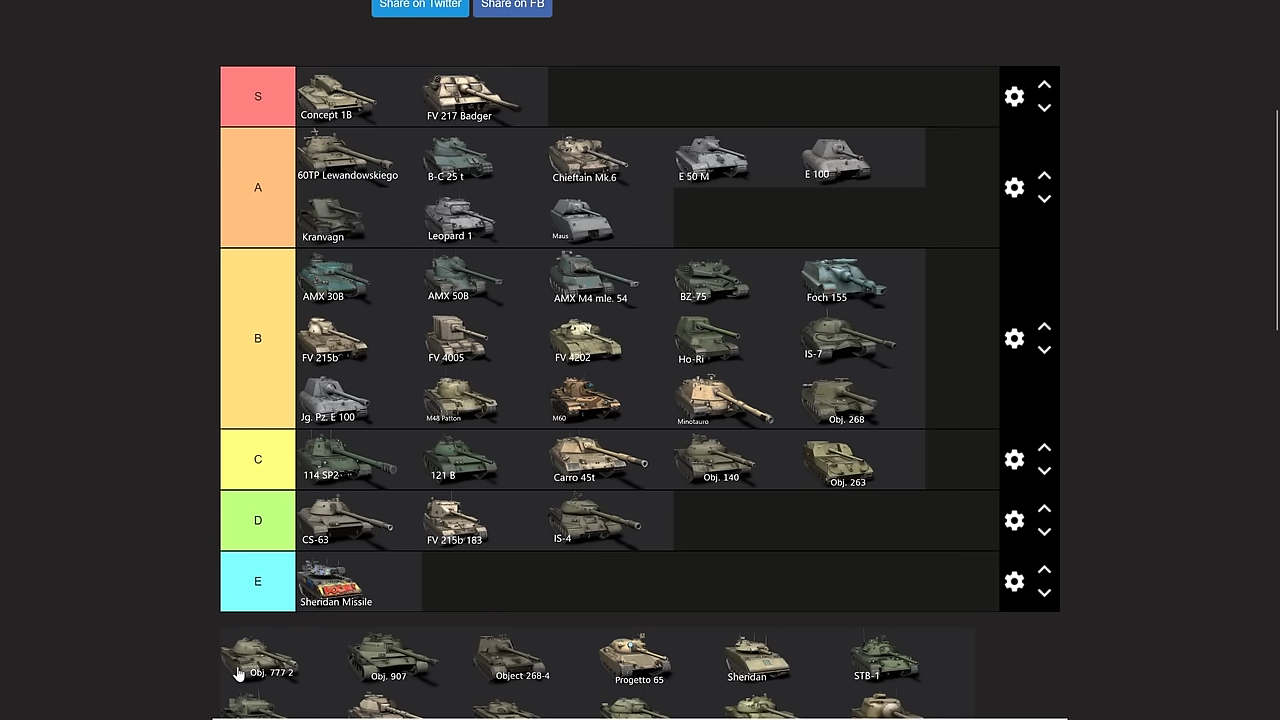 Share on Twitter Share on FB
S
Concept 1B FV 217 Badger
A
60TP Lewandowskiego B-C 25 t Chieftain Mk.6 E 50 M E 100
Kranvagn Leopard 1 Maus
B
AMX 30B AMX 50B AMX M4 mle. 54 BZ-75 Foch 155
FV 215b FV 4005 FV 4202 Ho-Ri IS-7
Jg. Pz. E 100 M48 Patton M60 Minotauro Obj. 268
C
114 SP2 121 B Carro 45t Obj. 140 Obj. 263
D
CS-63 FV 215b 183 IS-4
E
Sheridan Missile
Obj. 777 2 Obj. 907 Object 268-4 Progetto 65 Sheridan STB-1